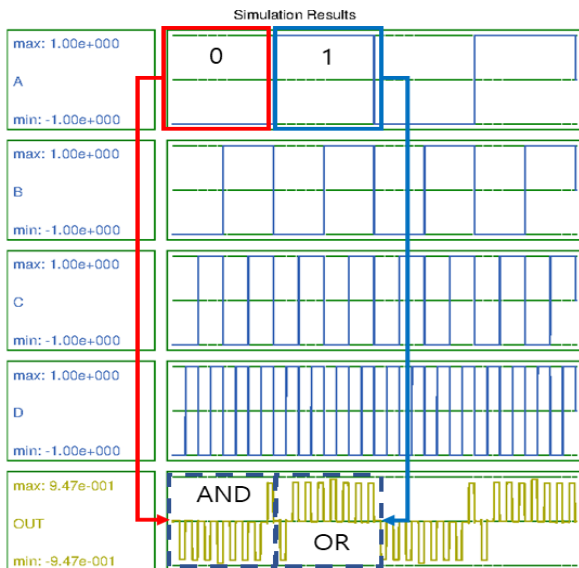 Simulation Results
max: 1.00e+000
A
min: -1.00e+000
0
1
max: 1.00e+000
B
min: -1.00e+000
max: 1.00e+000
C
min: -1.00e+000
max: 1.00e+000
D
min: -1.00e+000
max: 9.47e-001
OUT
min: -9.47e-001
AND
OR